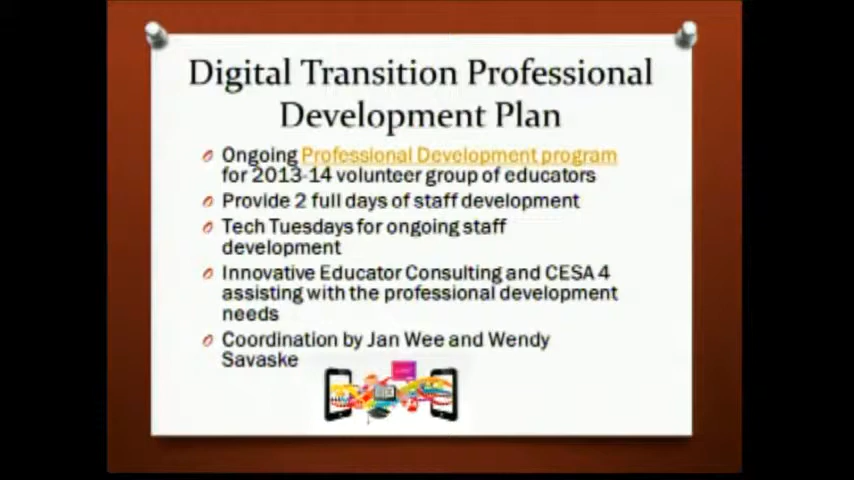 Digital Transition Professional
Development Plan
Ongoing Professional Development program
for 2013-14 volunteer group of educators
Provide 2 full days of staff development
Tech Tuesdays for ongoing staff
development
Innovative Educator Consulting and CESA 4
assisting with the professional development
needs
Coordination by Jan Wee and Wendy
Savaske